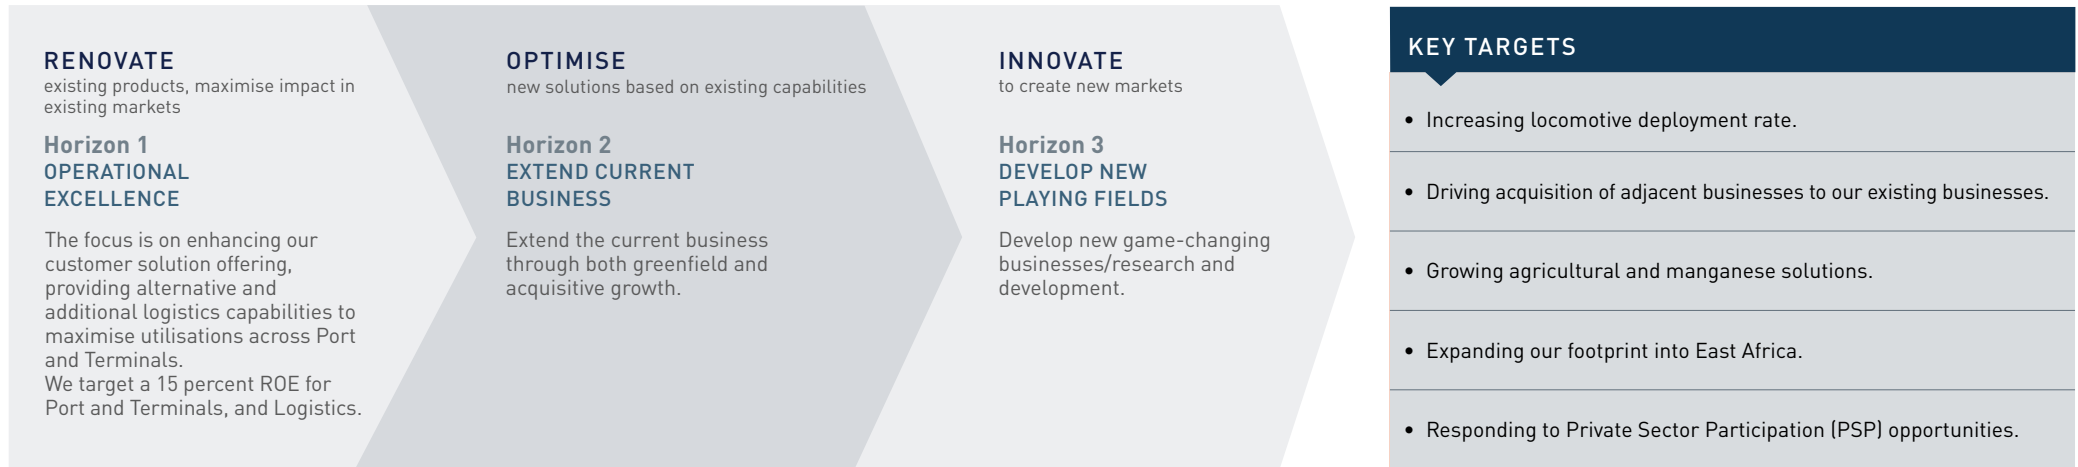 RENOVATE
existing products, maximise impact in
existing markets
Horizon 1
OPERATIONAL
EXCELLENCE
The focus is on enhancing our
customer solution offering,
providing alternative and
additional logistics capabilities to
maximise utilisations across Port
and Terminals.
We target a 15 percent ROE for
Port and Terminals, and Logistics.
OPTIMISE
new solutions based on existing capabilities
Horizon 2
EXTEND CURRENT
BUSINESS
Extend the current business
through both greenfield and
acquisitive growth.
INNOVATE
to create new markets
Horizon 3
DEVELOP NEW
PLAYING FIELDS
Develop new game-changing
businesses/research and
development.
KEY TARGETS
• Increasing locomotive deployment rate.
• Driving acquisition of adjacent businesses to our existing businesses.
• Growing agricultural and manganese solutions.
• Expanding our footprint into East Africa.
• Responding to Private Sector Participation (PSP) opportunities.